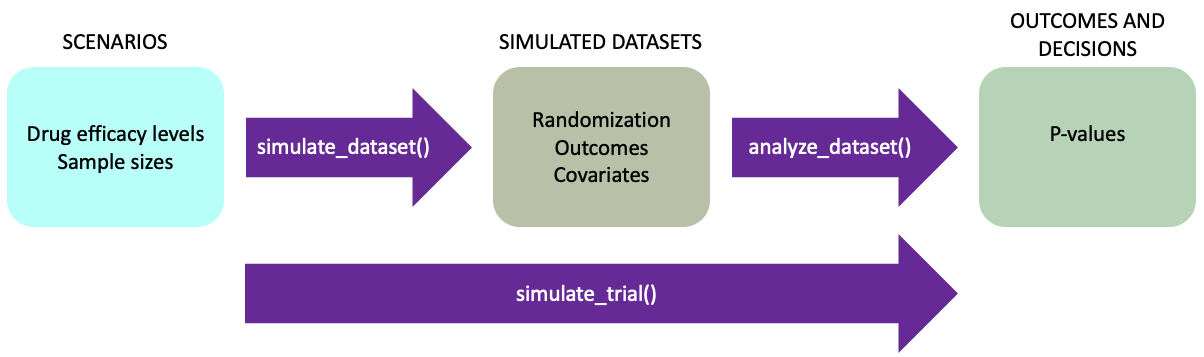 SCENARIOS
Drug efficacy levels
Sample sizes
simulate_dataset()
SIMULATED DATASETS
Randomization
Outcomes
Covariates
analyze_dataset()
OUTCOMES AND
DECISIONS
P-values
simulate_trial()